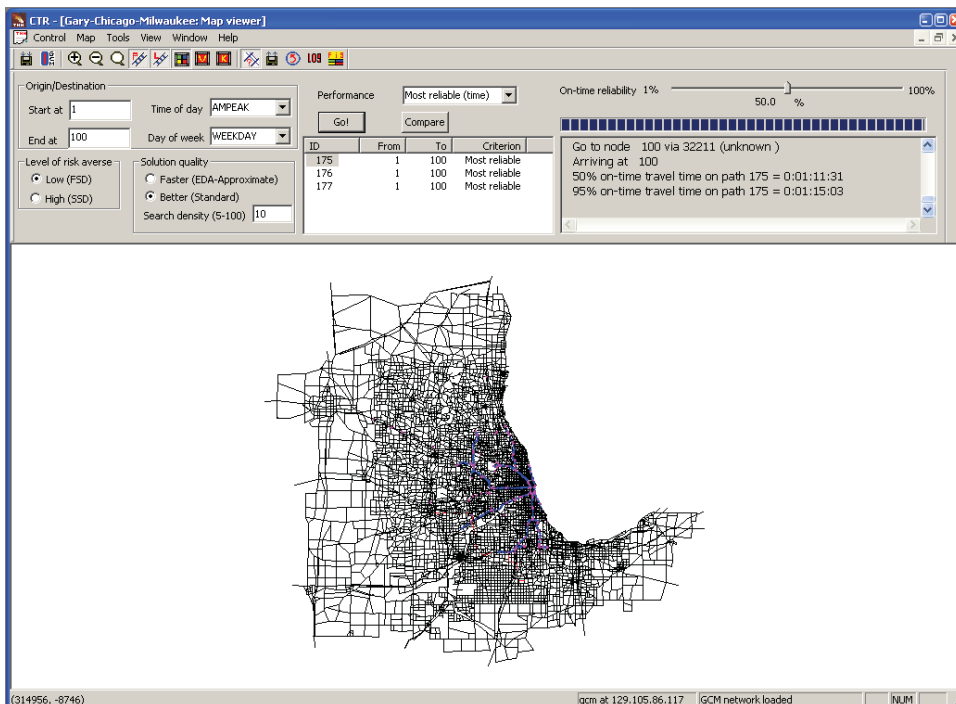 CTR - [Gary-Chicago-Milwaukee: Map viewer]
Control Map Tools View Window Help
LOG
Origin/Destination
Start at 1 Time of day AMPEAK
End at 100 Day of week WEEKDAY
Level of risk averse
Low (FSD)
High (SSD)
Solution quality
Faster (EDA-Approximate)
Better (Standard)
Search density (5-100) 10
Performance Most reliable (time)
Go! Compare
ID From To Criterion
175 1 100 Most reliable
176 1 100 Most reliable
177 1 100 Most reliable
On-time reliability 1% 100%
50.0 %
Go to node 100 via 32211 (unknown )
Arriving at 100
50% on-time travel time on path 175 = 0:01:11:31
95% on-time travel time on path 175 = 0:01:15:03
(314956, -8746) gcm at 129.105.86.117 GCM network loaded NUM